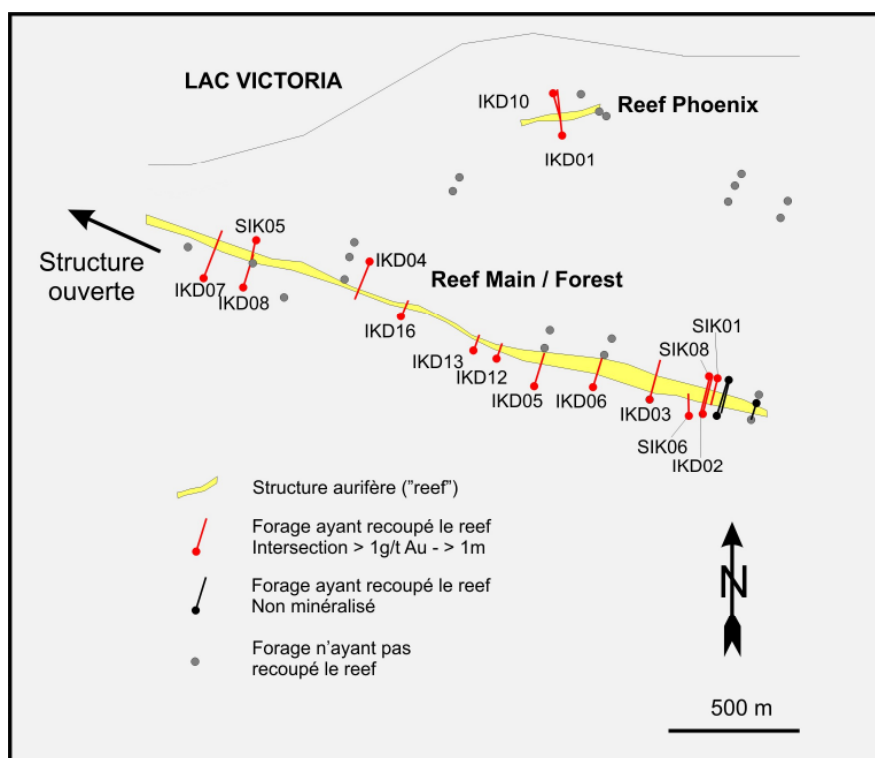 LAC VICTORIA
IKD10
Reef Phoenix
IKD01
SIK05
Structure
ouverte
IKD04
Reef Main / Forest
IKD07
IKD08
IKD16
SIK01
SIK08
IKD13
IKD12
IKD05
IKD06
IKD03
SIK06
IKD02
Structure aurifère ("reef")
Forage ayant recoupé le reef
Intersection > 1g/t Au - > 1m
Forage ayant recoupé le reef
Non minéralisé
Forage n'ayant pas
recoupé le reef
N
500 m